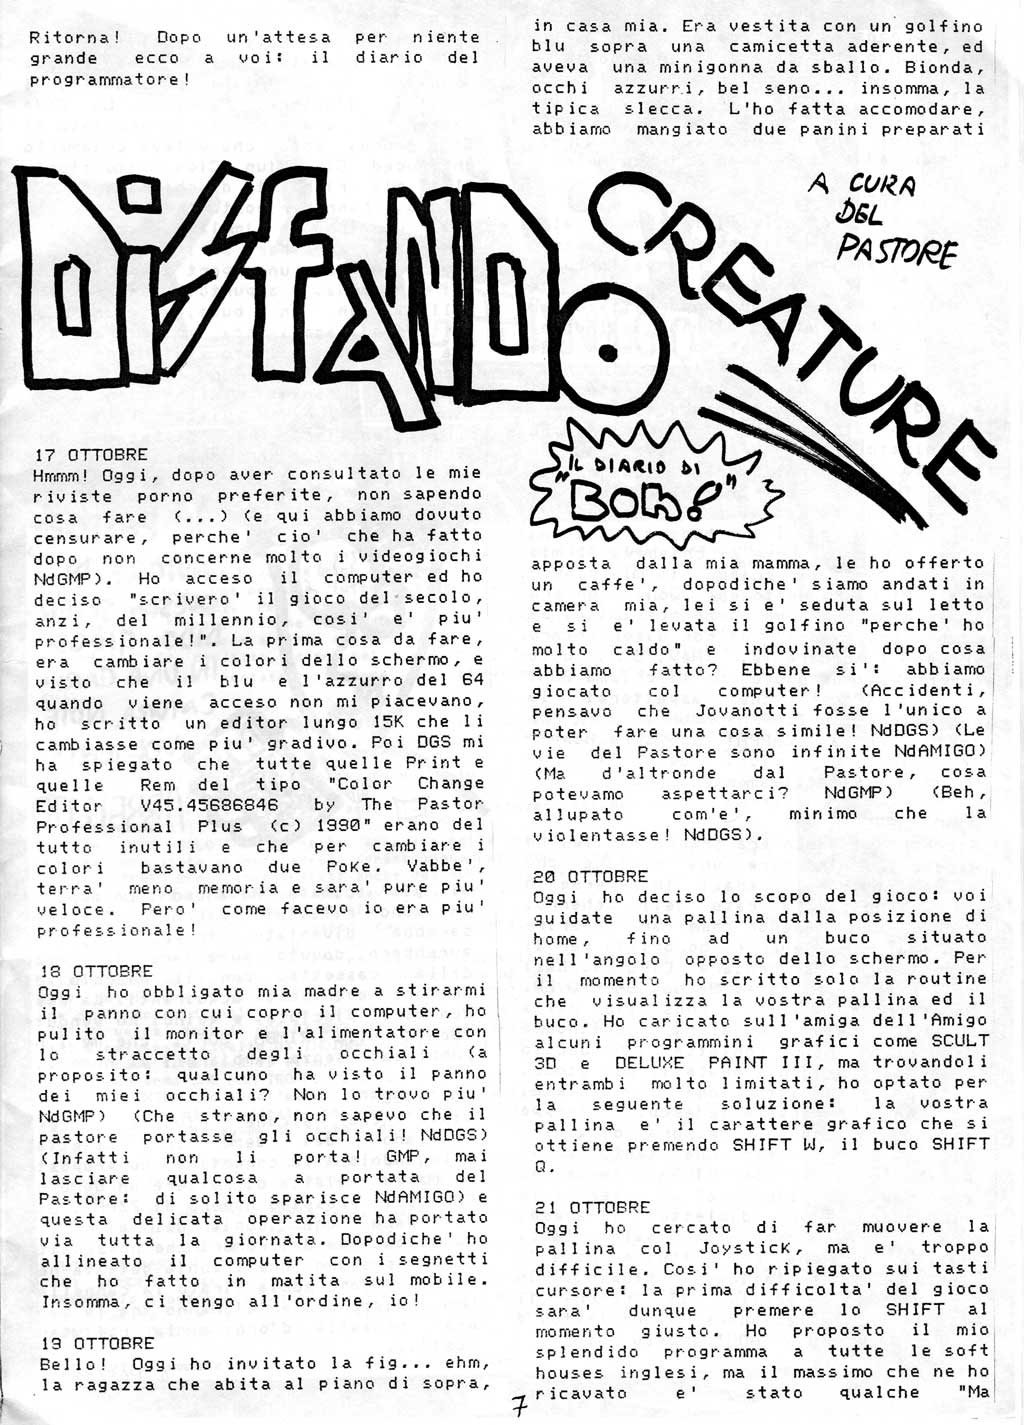 Ritorna! Dopo un'attesa per niente
grande ecco a voi: il diario del
programmatore!
DisfANDO CREATURE
A CURA
DEL
PASTORE
IL DIARIO DI
"BOH!"
17 OTTOBRE
Hmmm! Oggi, dopo aver consultato le mie
riviste porno preferite, non sapendo
cosa fare (...) (e qui abbiamo dovuto
censurare, perche' cio' che ha fatto
dopo non concerne molto i videogiochi
NdGMP). Ho acceso il computer ed ho
deciso "scrivero' il gioco del secolo,
anzi, del millennio, cosi' e' piu'
professionale!". La prima cosa da fare,
era cambiare i colori dello schermo, e
visto che il blu e l'azzurro del 64
quando viene acceso non mi piacevano,
ho scritto un editor lungo 15K che li
cambiasse come piu' gradivo. Poi DGS mi
ha spiegato che tutte quelle Print e
quelle Rem del tipo "Color Change
Editor V45.45686846 by The Pastor
Professional Plus (c) 1990" erano del
tutto inutili e che per cambiare i
colori bastavano due Poke. Vabbe',
terra' meno memoria e sara' pure piu'
veloce. Pero' come facevo io era piu'
professionale!
18 OTTOBRE
Oggi ho obbligato mia madre a stirarmi
il panno con cui copro il computer, ho
pulito il monitor e l'alimentatore con
lo straccetto degli occhiali (a
proposito: qualcuno ha visto il panno
dei miei occhiali? Non lo trovo piu'
NdGMP) (Che strano, non sapevo che il
pastore portasse gli occhiali! NdDGS)
(Infatti non li porta! GMP, mai
lasciare qualcosa a portata del
Pastore: di solito sparisce NdAMIGO) e
questa delicata operazione ha portato
via tutta la giornata. Dopodiche' ho
allineato il computer con i segnetti
che ho fatto in matita sul mobile.
Insomma, ci tengo all'ordine, io!
19 OTTOBRE
Bello! Oggi ho invitato la fig... ehm,
la ragazza che abita al piano di sopra,
in casa mia. Era vestita con un golfino
blu sopra una camicetta aderente, ed
aveva una minigonna da sballo. Bionda,
occhi azzurri, bel seno... insomma, la
tipica slecca. L'ho fatta accomodare,
abbiamo mangiato due panini preparati
apposta dalla mia mamma, le ho offerto
un caffe', dopodiche' siamo andati in
camera mia, lei si e' seduta sul letto
e si e' levata il golfino "perche' ho
molto caldo" e indovinate dopo cosa
abbiamo fatto? Ebbene si': abbiamo
giocato col computer! (Accidenti,
pensavo che Jovanotti fosse l'unico a
poter fare una cosa simile! NdDGS) (Le
vie del Pastore sono infinite NdAMIGO)
(Ma d'altronde dal Pastore, cosa
potevamo aspettarci? NdGMP) (Beh,
allupato com'e', minimo che la
violentasse! NdDGS).
20 OTTOBRE
Oggi ho deciso lo scopo del gioco: voi
guidate una pallina dalla posizione di
home, fino ad un buco situato
nell'angolo opposto dello schermo. Per
il momento ho scritto solo la routine
che visualizza la vostra pallina ed il
buco. Ho caricato sull'amiga dell'Amigo
alcuni programmini grafici come SCULT
3D e DELUXE PAINT III, ma trovandoli
entrambi molto limitati, ho optato per
la seguente soluzione: la vostra
pallina e' il carattere grafico che si
ottiene premendo SHIFT W, il buco SHIFT
Q.
21 OTTOBRE
Oggi ho cercato di far muovere la
pallina col Joystick, ma e' troppo
difficile. Cosi' ho ripiegato sui tasti
cursore: la prima difficolta' del gioco
sara' dunque premere lo SHIFT al
momento giusto. Ho proposto il mio
splendido programma a tutte le soft
houses inglesi, ma il massimo che ne ho
ricavato e' stato qualche "Ma
7